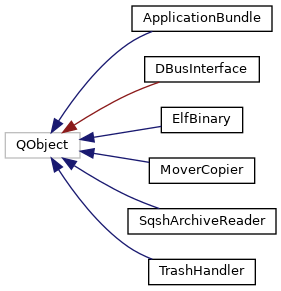 ApplicationBundle
DBusInterface
ElfBinary
QObject
MoverCopier
SqshArchiveReader
TrashHandler